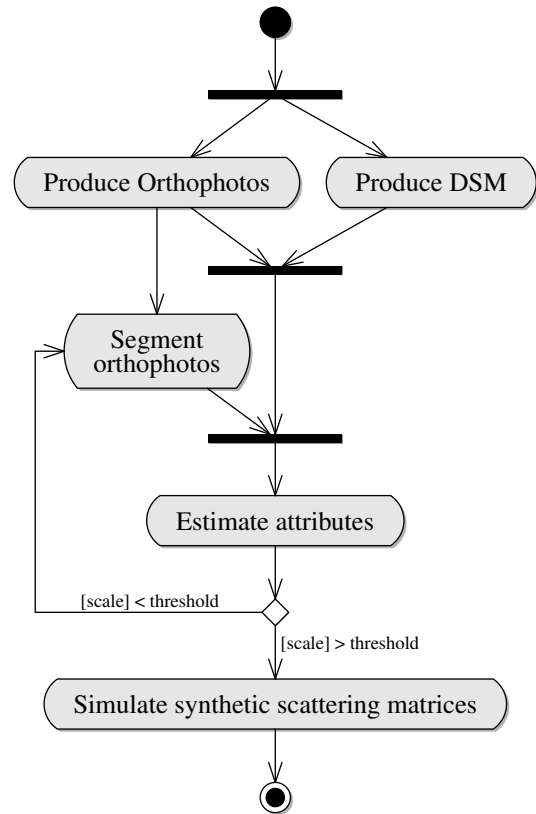 Produce Orthophotos
Produce DSM
Segment
orthophotos
Estimate attributes
[scale] < threshold
[scale] > threshold
Simulate synthetic scattering matrices